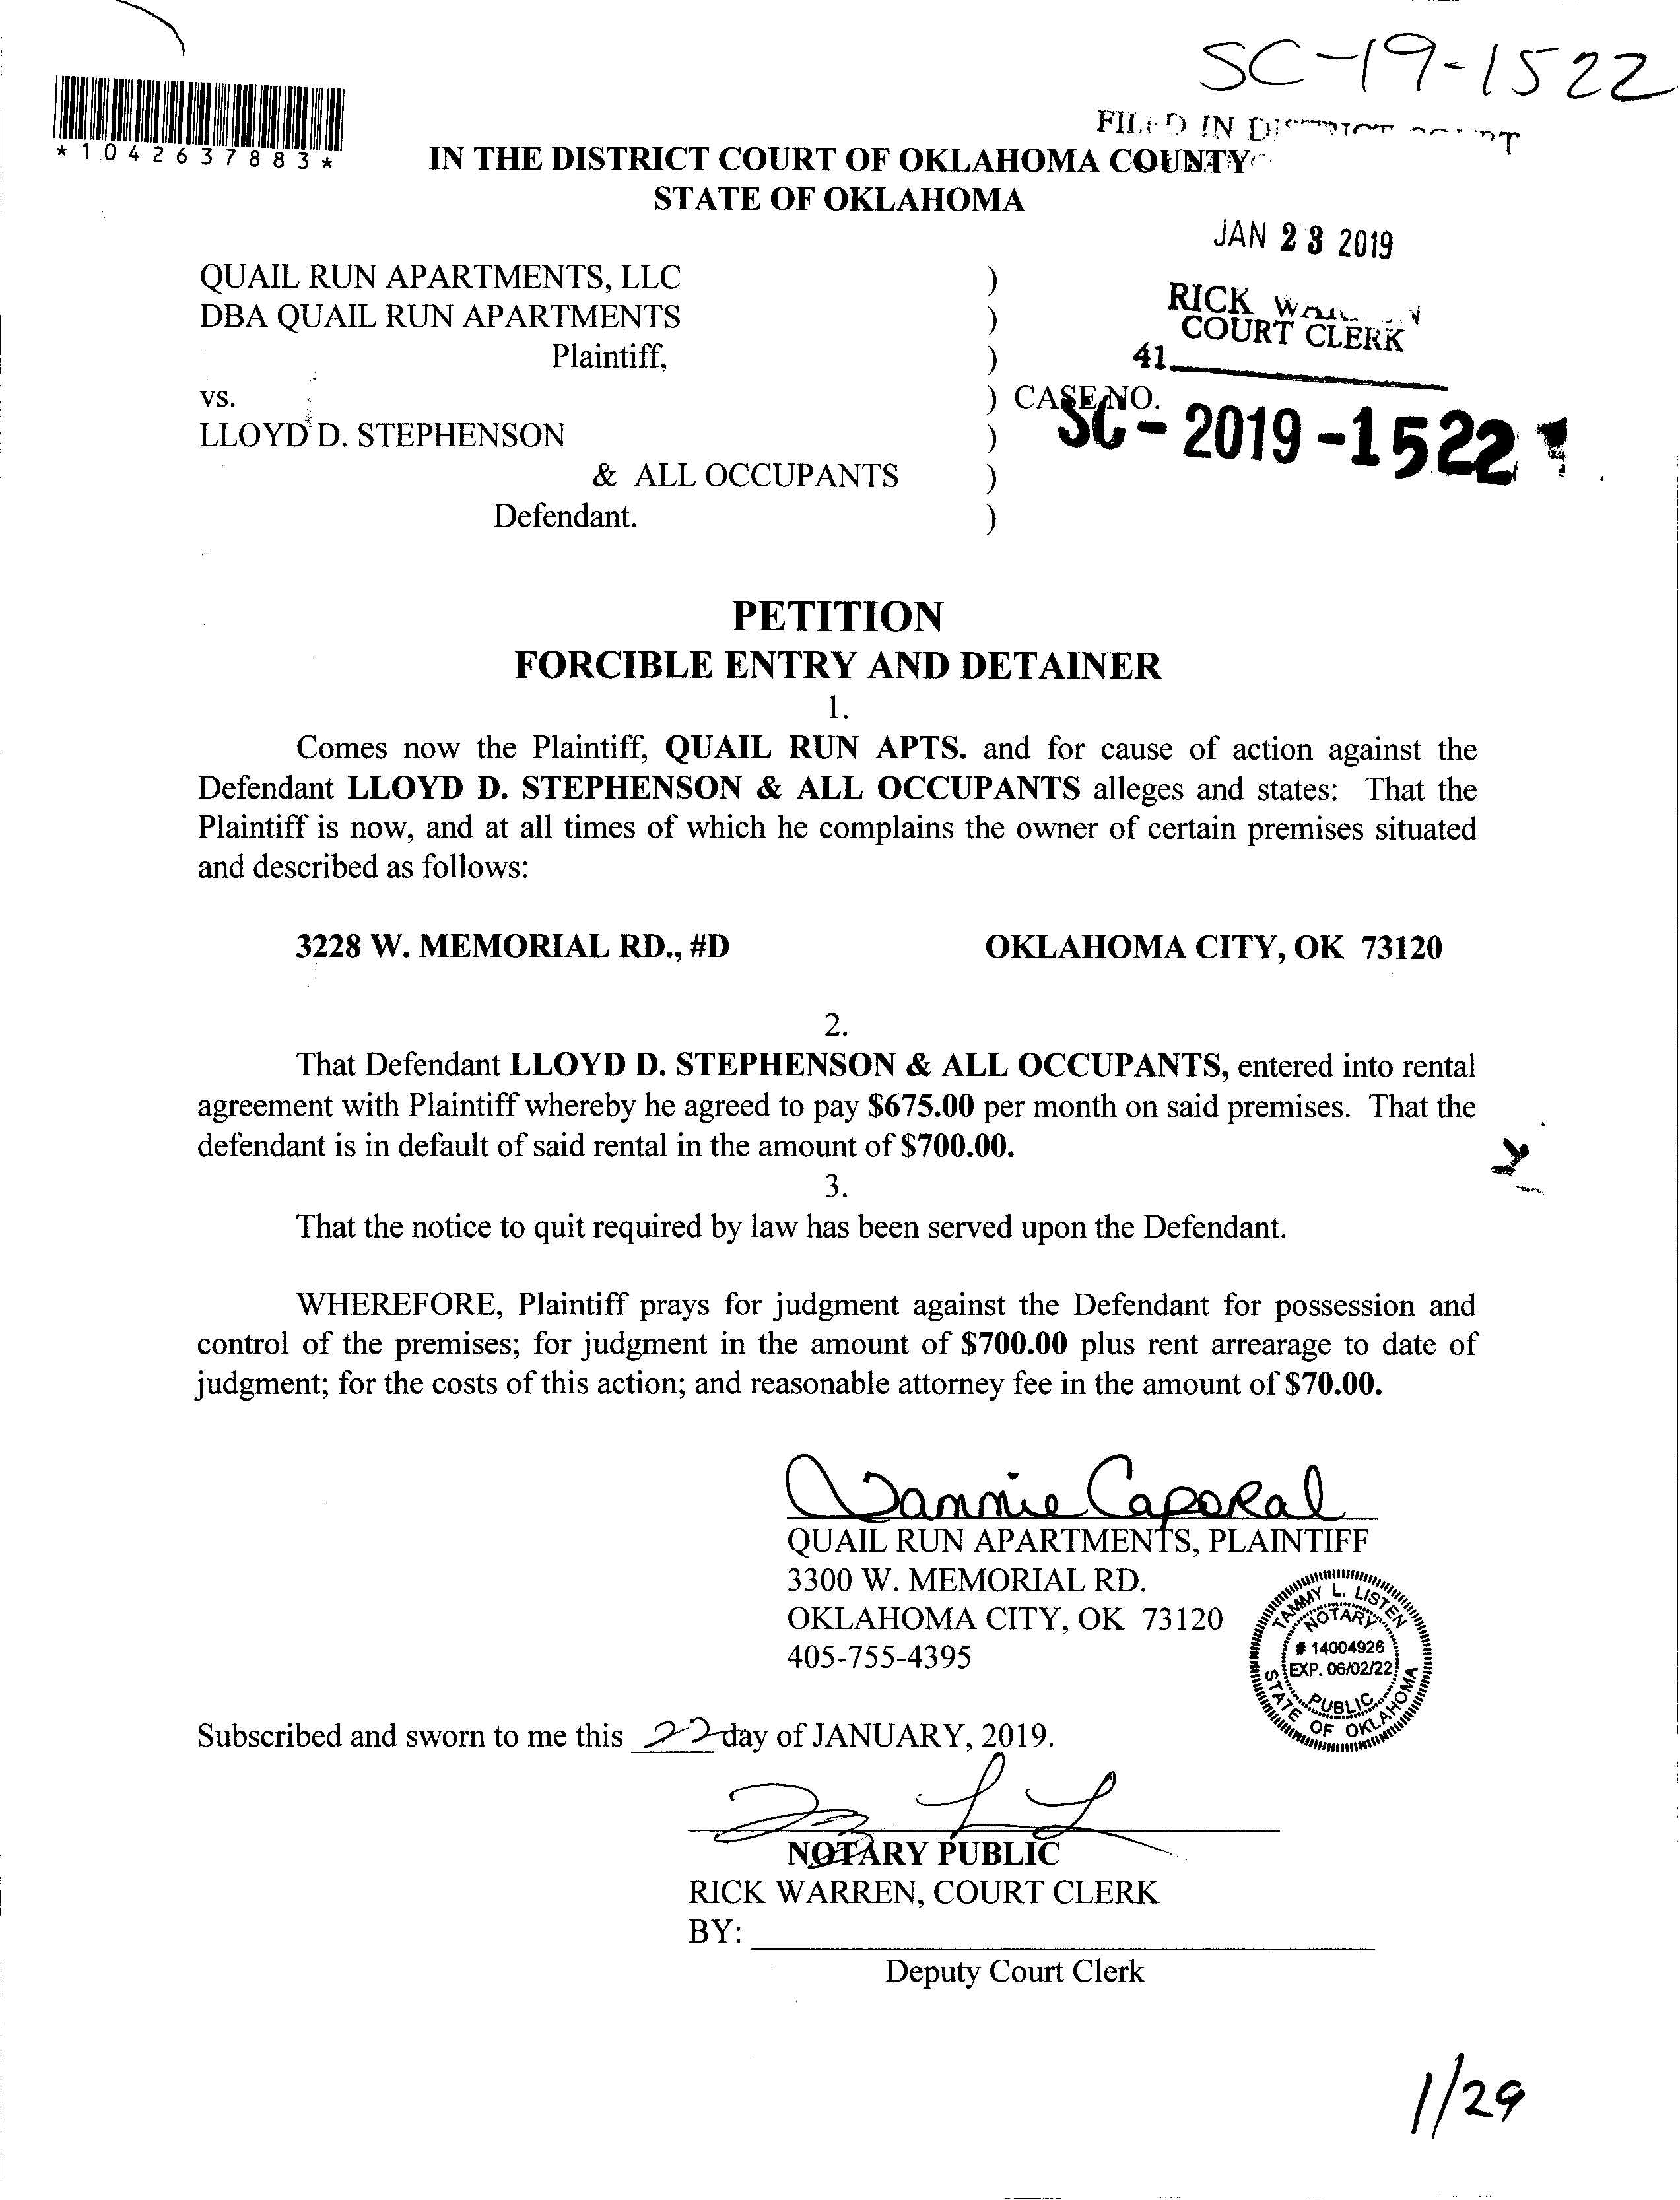 SC-19-1522
*1042637883*
FILED IN DISTRICT COURT
IN THE DISTRICT COURT OF OKLAHOMA COUNTY
STATE OF OKLAHOMA
JAN 23 2019
QUAIL RUN APARTMENTS, LLC )
DBA QUAIL RUN APARTMENTS )
Plaintiff, )
RICK WARREN
COURT CLERK
41
vs. ) CASE NO.
LLOYD D. STEPHENSON )
SC-2019-1522
& ALL OCCUPANTS )
Defendant. )
PETITION
FORCIBLE ENTRY AND DETAINER
1.
Comes now the Plaintiff, QUAIL RUN APTS. and for cause of action against the
Defendant LLOYD D. STEPHENSON & ALL OCCUPANTS alleges and states: That the
Plaintiff is now, and at all times of which he complains the owner of certain premises situated
and described as follows:
3228 W. MEMORIAL RD., #D OKLAHOMA CITY, OK 73120
2.
That Defendant LLOYD D. STEPHENSON & ALL OCCUPANTS, entered into rental
agreement with Plaintiff whereby he agreed to pay $675.00 per month on said premises. That the
defendant is in default of said rental in the amount of $700.00.
3.
That the notice to quit required by law has been served upon the Defendant.
WHEREFORE, Plaintiff prays for judgment against the Defendant for possession and
control of the premises; for judgment in the amount of $700.00 plus rent arrearage to date of
judgment; for the costs of this action; and reasonable attorney fee in the amount of $70.00.
Caporal
QUAIL RUN APARTMENTS, PLAINTIFF
3300 W. MEMORIAL RD.
OKLAHOMA CITY, OK 73120
405-755-4395
TAMMY L. LISTEN
NOTARY
# 14004926
EXP. 06/02/22
PUBLIC
STATE OF OKLAHOMA
Subscribed and sworn to me this 22 day of JANUARY, 2019.
NOTARY PUBLIC
RICK WARREN, COURT CLERK
BY:
Deputy Court Clerk
1/29